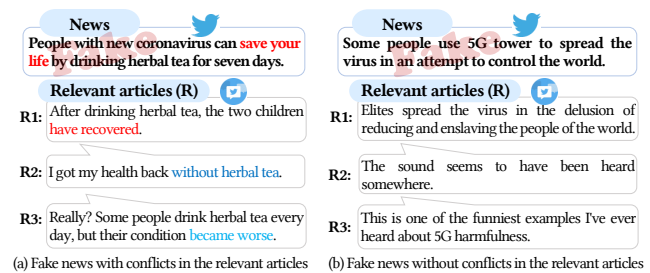 News
People with new coronavirus can save your
life by drinking herbal tea for seven days.
Fake
Relevant articles (R)
R1: After drinking herbal tea, the two children
have recovered.
R2: I got my health back without herbal tea.
R3: Really? Some people drink herbal tea every
day, but their condition became worse.
(a) Fake news with conflicts in the relevant articles
News
Some people use 5G tower to spread the
virus in an attempt to control the world.
Fake
Relevant articles (R)
R1: Elites spread the virus in the delusion of
reducing and enslaving the people of the world.
R2: The sound seems to have been heard
somewhere.
R3: This is one of the funniest examples I've ever
heard about 5G harmfulness.
(b) Fake news without conflicts in the relevant articles